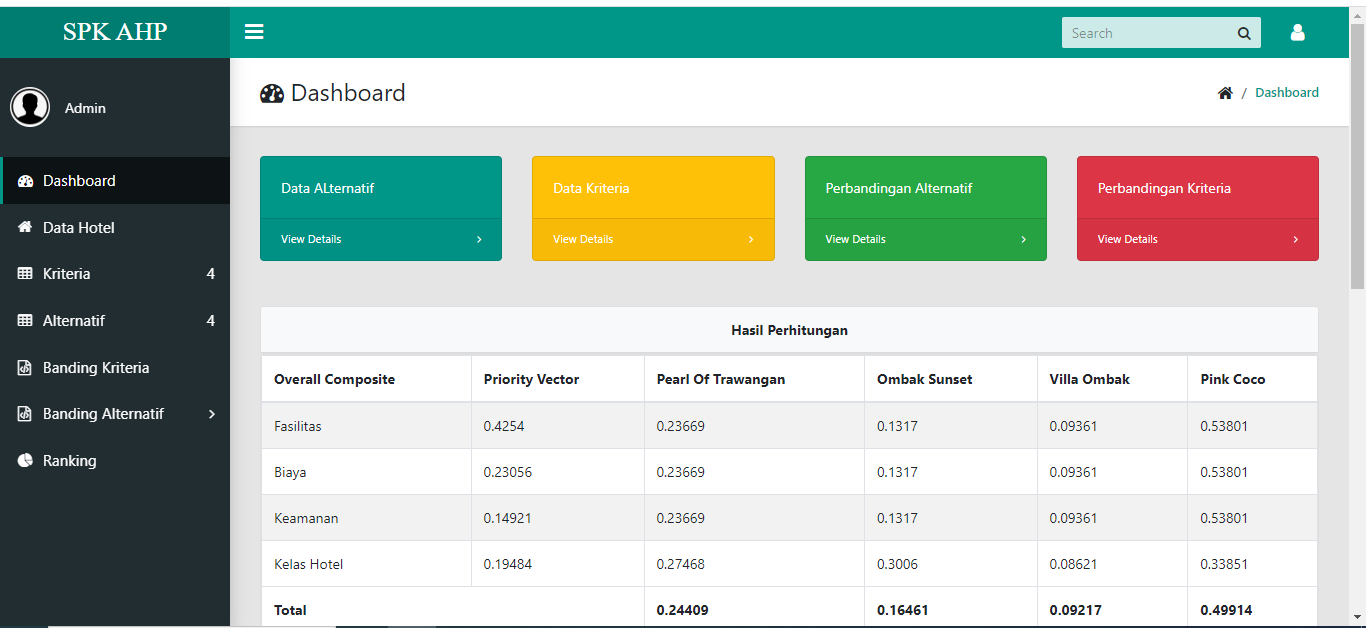 SPK AHP
Search
Admin
Dashboard
/ Dashboard
Dashboard
Data Hotel
Kriteria 4
Alternatif 4
Banding Kriteria
Banding Alternatif
Ranking
Data ALternatif
View Details
Data Kriteria
View Details
Perbandingan Alternatif
View Details
Perbandingan Kriteria
View Details
Hasil Perhitungan
Overall Composite Priority Vector Pearl Of Trawangan Ombak Sunset Villa Ombak Pink Coco
Fasilitas 0.4254 0.23669 0.1317 0.09361 0.53801
Biaya 0.23056 0.23669 0.1317 0.09361 0.53801
Keamanan 0.14921 0.23669 0.1317 0.09361 0.53801
Kelas Hotel 0.19484 0.27468 0.3006 0.08621 0.33851
Total 0.24409 0.16461 0.09217 0.49914